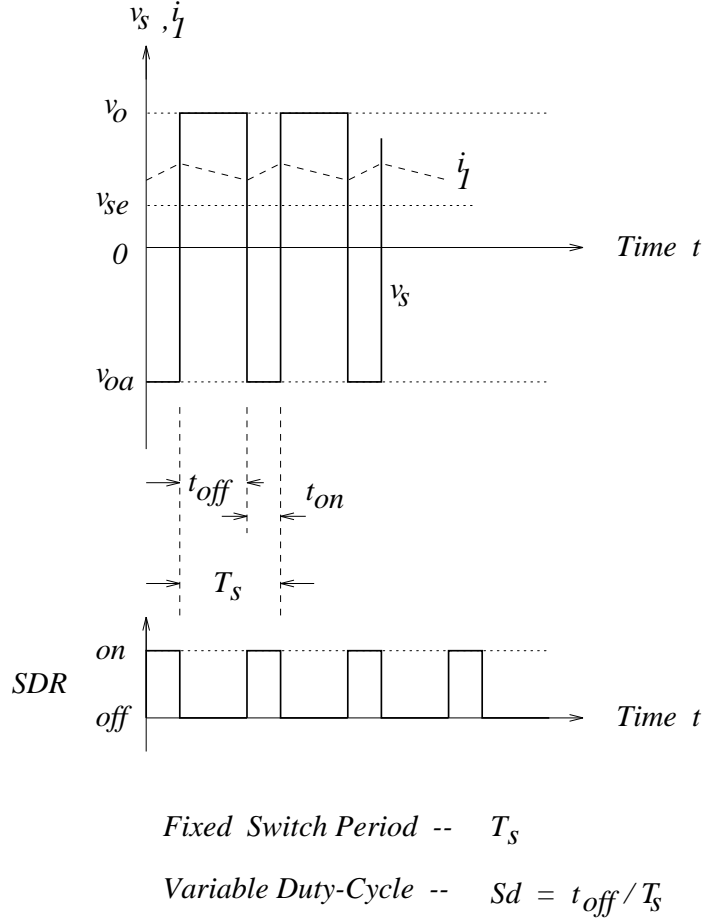 v_s , i_1
v_o
i_1
v_se
0
Time t
v_s
v_oa
t_off
t_on
T_s
on
SDR
off
Time t
Fixed Switch Period -- T_s
Variable Duty-Cycle -- Sd = t_off / T_s